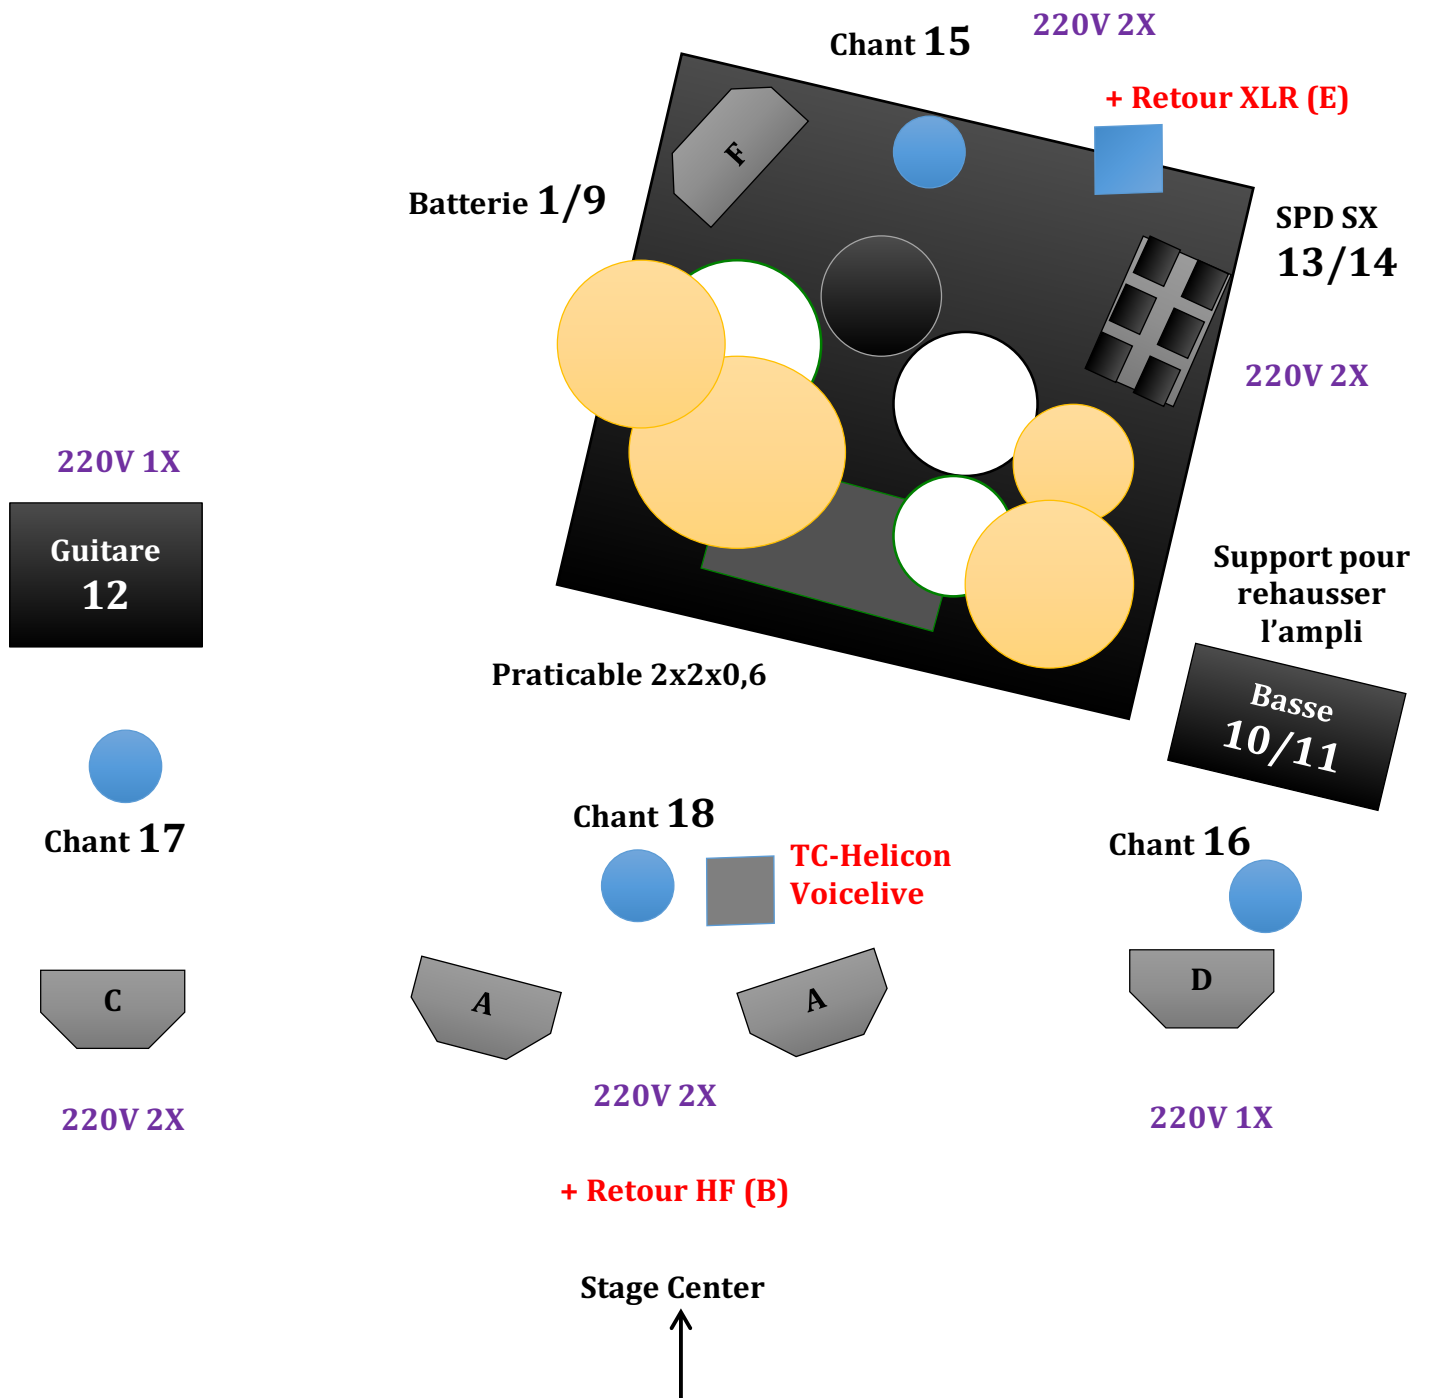 220V 2X
Chant 15
+ Retour XLR (E)
F
Batterie 1/9
SPD SX
13/14
220V 2X
220V 1X
Guitare
12
Support pour
rehausser
l’ampli
Praticable 2x2x0,6
Basse
10/11
Chant 17
Chant 18
Chant 16
TC-Helicon
Voicelive
C
A
A
D
220V 2X
220V 2X
220V 1X
+ Retour HF (B)
Stage Center